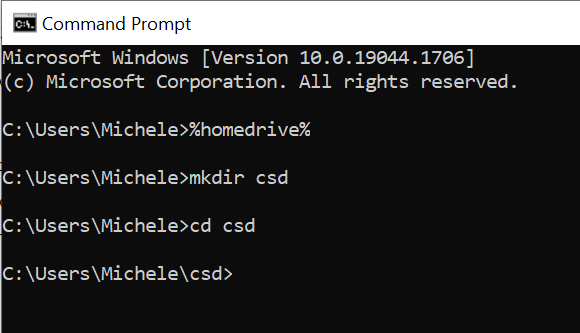 Command Prompt
Microsoft Windows [Version 10.0.19044.1706]
(c) Microsoft Corporation. All rights reserved.
C:\Users\Michele>%homedrive%
C:\Users\Michele>mkdir csd
C:\Users\Michele>cd csd
C:\Users\Michele\csd>